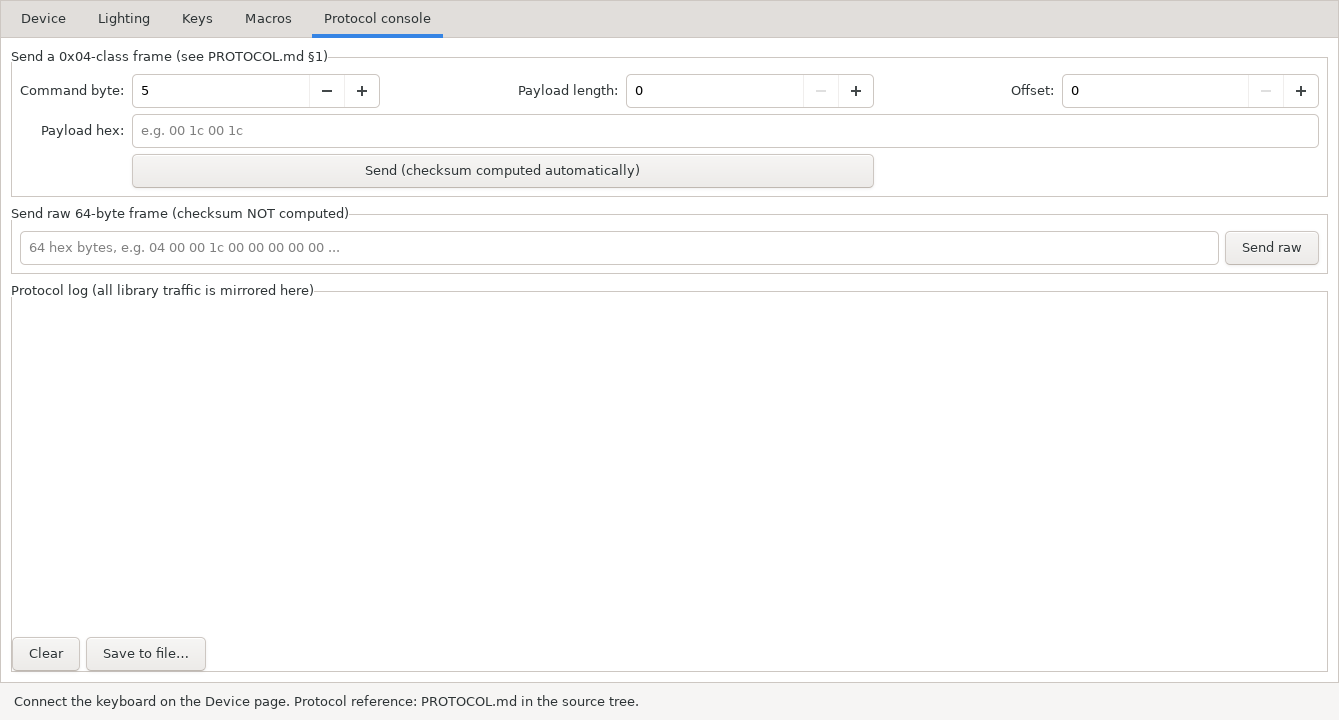 Device Lighting Keys Macros Protocol console
Send a 0x04-class frame (see PROTOCOL.md §1)
Command byte: 5 Payload length: 0 Offset: 0
Payload hex: e.g. 00 1c 00 1c
Send (checksum computed automatically)
Send raw 64-byte frame (checksum NOT computed)
64 hex bytes, e.g. 04 00 00 1c 00 00 00 00 00 ... Send raw
Protocol log (all library traffic is mirrored here)
Clear Save to file...
Connect the keyboard on the Device page. Protocol reference: PROTOCOL.md in the source tree.